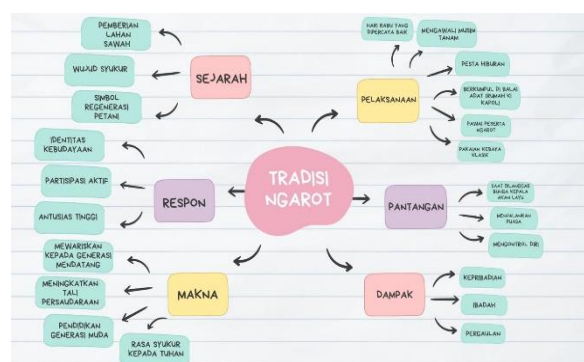 TRADISI
NGAROT
SEJARAH
PEMBERIAN
LAHAN
SAWAH
WUJUD SYUKUR
SIMBOL
REGENERASI
PETANI
RESPON
IDENTITAS
KEBUDAYAAN
PARTISIPASI AKTIF
ANTUSIAS TINGGI
MAKNA
MEWARISKAN
KEPADA GENERASI
MENDATANG
MENINGKATKAN
TALI
PERSAUDARAAN
PENDIDIKAN
GENERASI MUDA
RASA SYUKUR
KEPADA TUHAN
PELAKSANAAN
HARI RABU YANG
DIPERCAYA BAIK
MENGAWALI MUSIM
TANAM
PESTA HIBURAN
BERKUMPUL DI BALAI
ADAT (RUMAH KI
KAPOL)
PAWAI PESERTA
NGAROT
PAKAIAN KEBAYA
KLASIK
PANTANGAN
SAAT DILANGGAR
BUNGA KEPALA
AKAN LAYU
MENJALANKAN
PUASA
MENGONTROL DIRI
DAMPAK
KEPRIBADIAN
IBADAH
PERGAULAN